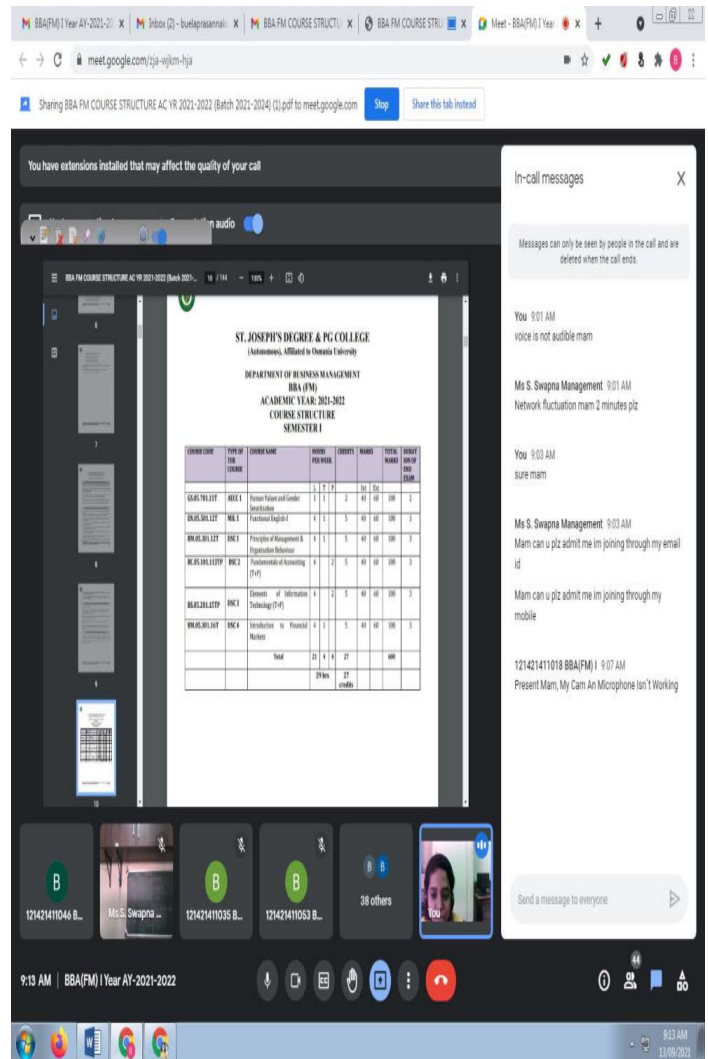 BBA(FM) I Year AY-2021-20 X
Inbox (2) - buelaprasanna X
BBA FM COURSE STRUCTU X
BBA FM COURSE STRU X
Meet - BBA(FM) I Year X
meet.google.com/zja-wjkm-hja
Sharing BBA FM COURSE STRUCTURE AC YR 2021-2022 (Batch 2021-2024) (1).pdf to meet.google.com Stop Share this tab instead
You have extensions installed that may affect the quality of your call
n audio
BBA FM COURSE STRUCTURE AC YR 2021-2022 (Batch 2021-... 10 / 144 100%
6
7
8
9
10
ST. JOSEPH'S DEGREE & PG COLLEGE
(Autonomous), Affiliated to Osmania University
DEPARTMENT OF BUSINESS MANAGEMENT
BBA (FM)
ACADEMIC YEAR: 2021-2022
COURSE STRUCTURE
SEMESTER I
COURSE CODE TYPE OF THE COURSE COURSE NAME HOURS PER WEEK CREDITS MARKS TOTAL MARKS DURAT ION OF END EXAM
L T P Int Ext
GS.05.701.11T AECC 1 Human Values and Gender Sensitization 1 1 2 40 60 100 2
EN.05.501.12T MIL 1 Functional English-I 4 1 5 40 60 100 3
BM.05.301.12T DSC 1 Principles of Management & Organisation Behaviour 4 1 5 40 60 100 3
BC.05.101.113TP DSC 2 Fundamentals of Accounting (T+P) 4 2 5 40 60 100 3
BS.05.201.15TP DSC 3 Elements of Information Technology (T+P) 4 2 5 40 60 100 3
BM.05.301.16T DSC 4 Introduction to Financial Markets 4 1 5 40 60 100 3
Total 21 4 4 27 600
29 hrs 27 credits
In-call messages X
Messages can only be seen by people in the call and are
deleted when the call ends.
You 9:01 AM
voice is not audible mam
Ms S. Swapna Management 9:01 AM
Network fluctuation mam 2 minutes plz
You 9:03 AM
sure mam
Ms S. Swapna Management 9:03 AM
Mam can u plz admit me im joining through my email
id
Mam can u plz admit me im joining through my
mobile
121421411018 BBA(FM) I 9:07 AM
Present Mam, My Cam An Microphone Isn't Working
Send a message to everyone
B
121421411046 B...
Ms S. Swapna ...
B
121421411035 B...
B
121421411053 B...
B B
38 others
You
9:13 AM | BBA(FM) I Year AY-2021-2022
44
9:13 AM
13/09/2021